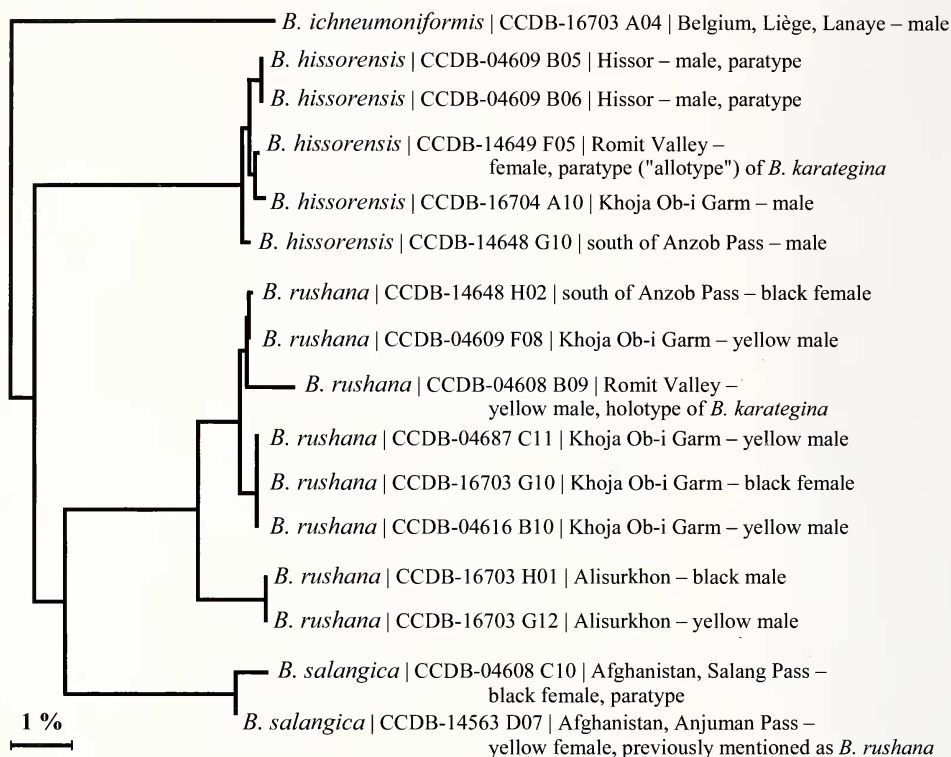 B. ichneumoniformis | CCDB-16703 A04 | Belgium, Liège, Lanaye – male
B. hissorensis | CCDB-04609 B05 | Hissor – male, paratype
B. hissorensis | CCDB-04609 B06 | Hissor – male, paratype
B. hissorensis | CCDB-14649 F05 | Romit Valley –
female, paratype ("allotype") of B. karategina
B. hissorensis | CCDB-16704 A10 | Khoja Ob-i Garm – male
B. hissorensis | CCDB-14648 G10 | south of Anzob Pass – male
B. rushana | CCDB-14648 H02 | south of Anzob Pass – black female
B. rushana | CCDB-04609 F08 | Khoja Ob-i Garm – yellow male
B. rushana | CCDB-04608 B09 | Romit Valley –
yellow male, holotype of B. karategina
B. rushana | CCDB-04687 C11 | Khoja Ob-i Garm – yellow male
B. rushana | CCDB-16703 G10 | Khoja Ob-i Garm – black female
B. rushana | CCDB-04616 B10 | Khoja Ob-i Garm – yellow male
B. rushana | CCDB-16703 H01 | Alisurkhon – black male
B. rushana | CCDB-16703 G12 | Alisurkhon – yellow male
B. salangica | CCDB-04608 C10 | Afghanistan, Salang Pass –
black female, paratype
B. salangica | CCDB-14563 D07 | Afghanistan, Anjuman Pass –
yellow female, previously mentioned as B. rushana
1 %